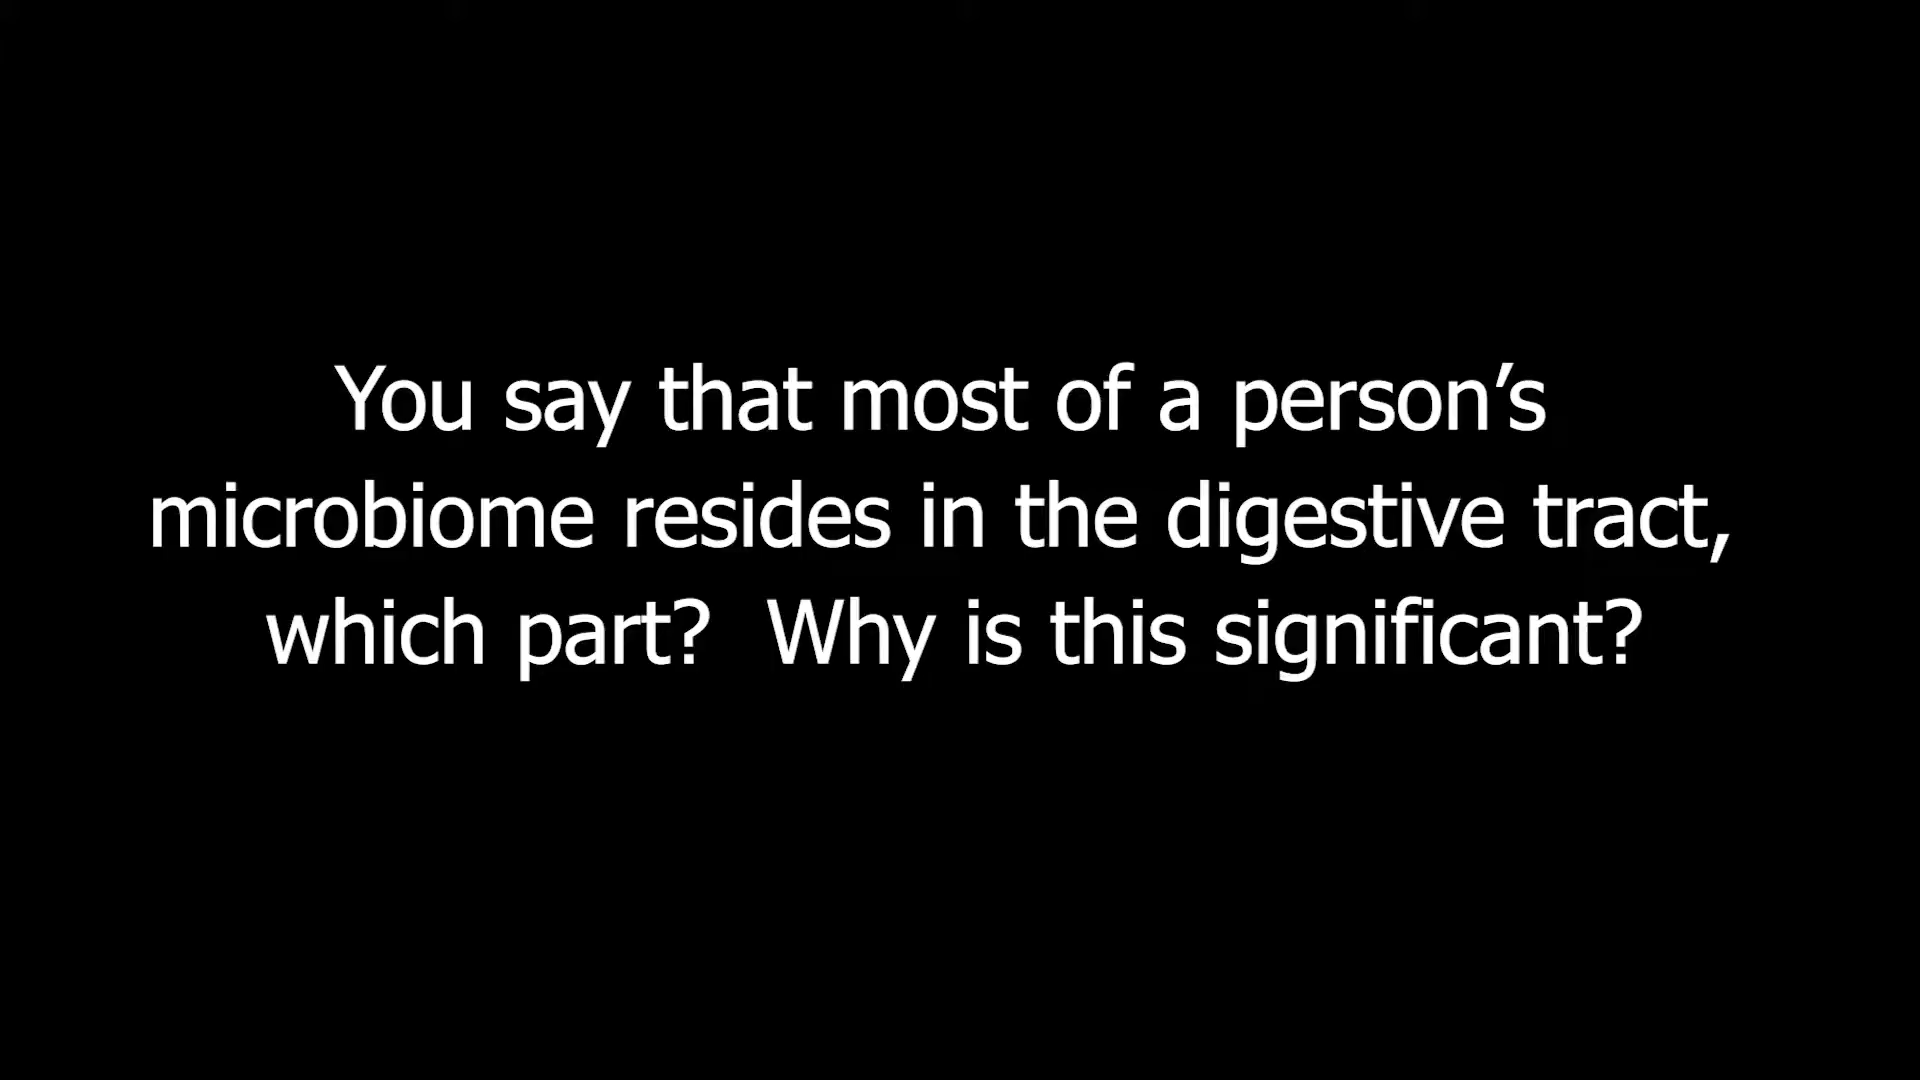 You say that most of a person’s
microbiome resides in the digestive tract,
which part?  Why is this significant?